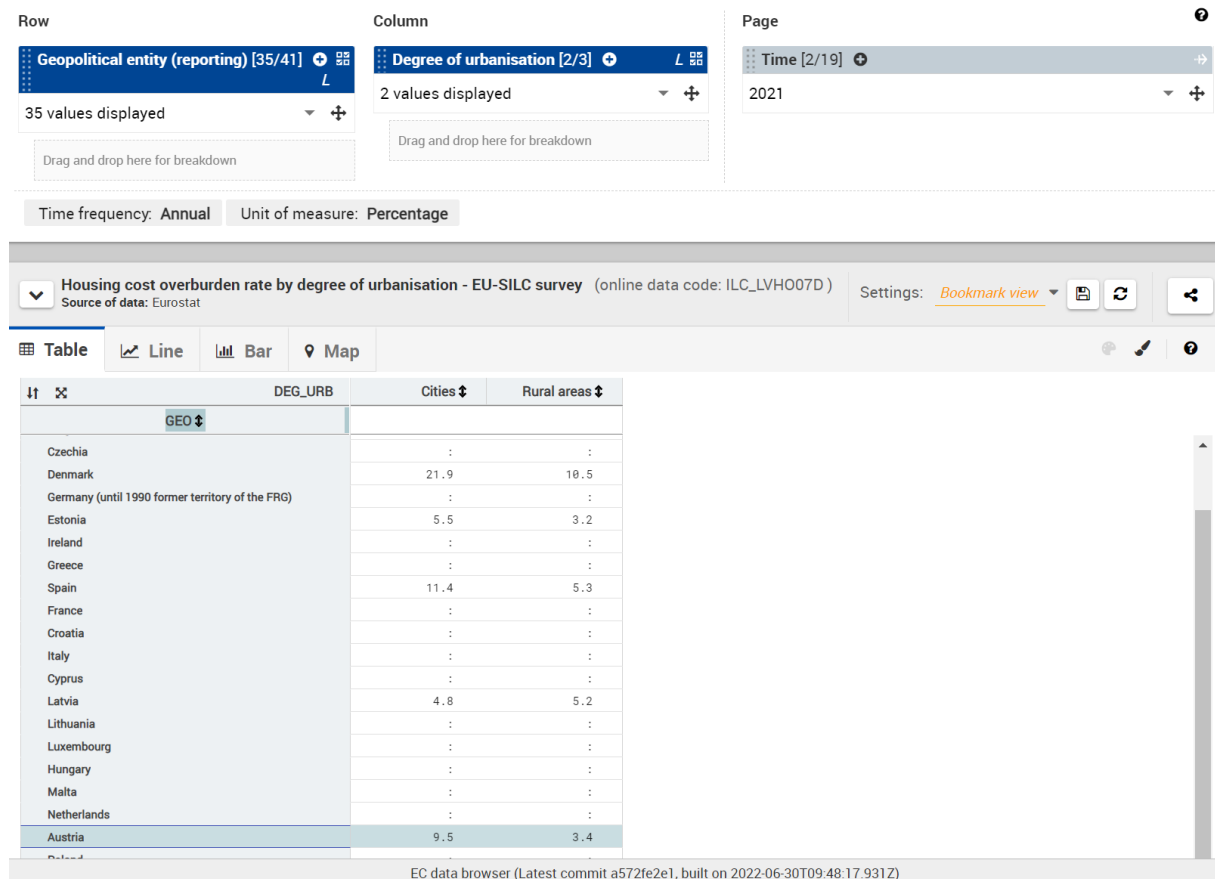 Row Column Page
Geopolitical entity (reporting) [35/41] L Degree of urbanisation [2/3] L Time [2/19]
35 values displayed 2 values displayed 2021
Drag and drop here for breakdown Drag and drop here for breakdown
Time frequency: Annual Unit of measure: Percentage
Housing cost overburden rate by degree of urbanisation - EU-SILC survey (online data code: ILC_LVHO07D ) Settings: Bookmark view
Source of data: Eurostat
Table Line Bar Map
DEG_URB Cities Rural areas
GEO
Czechia : :
Denmark 21.9 10.5
Germany (until 1990 former territory of the FRG) : :
Estonia 5.5 3.2
Ireland : :
Greece : :
Spain 11.4 5.3
France : :
Croatia : :
Italy : :
Cyprus : :
Latvia 4.8 5.2
Lithuania : :
Luxembourg : :
Hungary : :
Malta : :
Netherlands : :
Austria 9.5 3.4
EC data browser (Latest commit a572fe2e1, built on 2022-06-30T09:48:17.931Z)